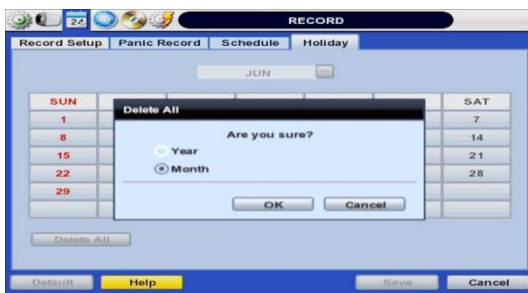 24
RECORD
Record Setup Panic Record Schedule Holiday
JUN
SUN SAT
Delete All
1 7
Are you sure?
8 14
Year
15 21
Month
22 28
29
OK Cancel
Delete All
Default Help Save Cancel